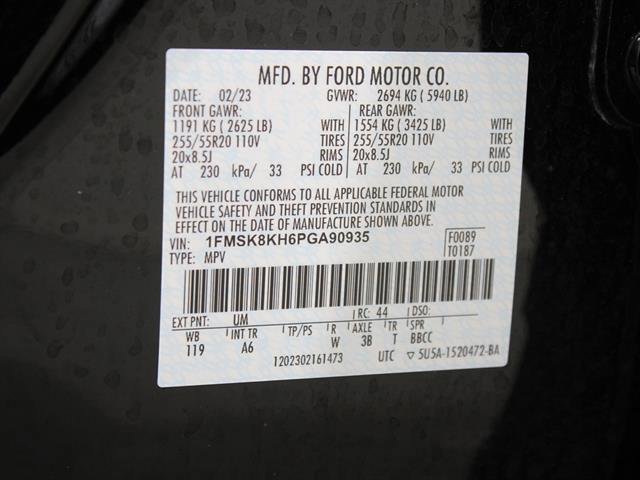 MFD. BY FORD MOTOR CO.
DATE: 02/23 GVWR: 2694 KG ( 5940 LB)
FRONT GAWR: REAR GAWR:
1191 KG ( 2625 LB) WITH 1554 KG ( 3425 LB) WITH
255/55R20 110V TIRES 255/55R20 110V TIRES
20x8.5J RIMS 20x8.5J RIMS
AT 230 kPa/ 33 PSI COLD AT 230 kPa/ 33 PSI COLD
THIS VEHICLE CONFORMS TO ALL APPLICABLE FEDERAL MOTOR
VEHICLE SAFETY AND THEFT PREVENTION STANDARDS IN
EFFECT ON THE DATE OF MANUFACTURE SHOWN ABOVE.
VIN: 1FMSK8KH6PGA90935 F0089
TYPE: MPV T0187
EXT PNT: UM RC: 44 DSO:
WB INT TR TP/PS R AXLE TR SPR
119 A6 W 3B T BBCC
1202302161473 UTC ▽ 5U5A-1520472-BA